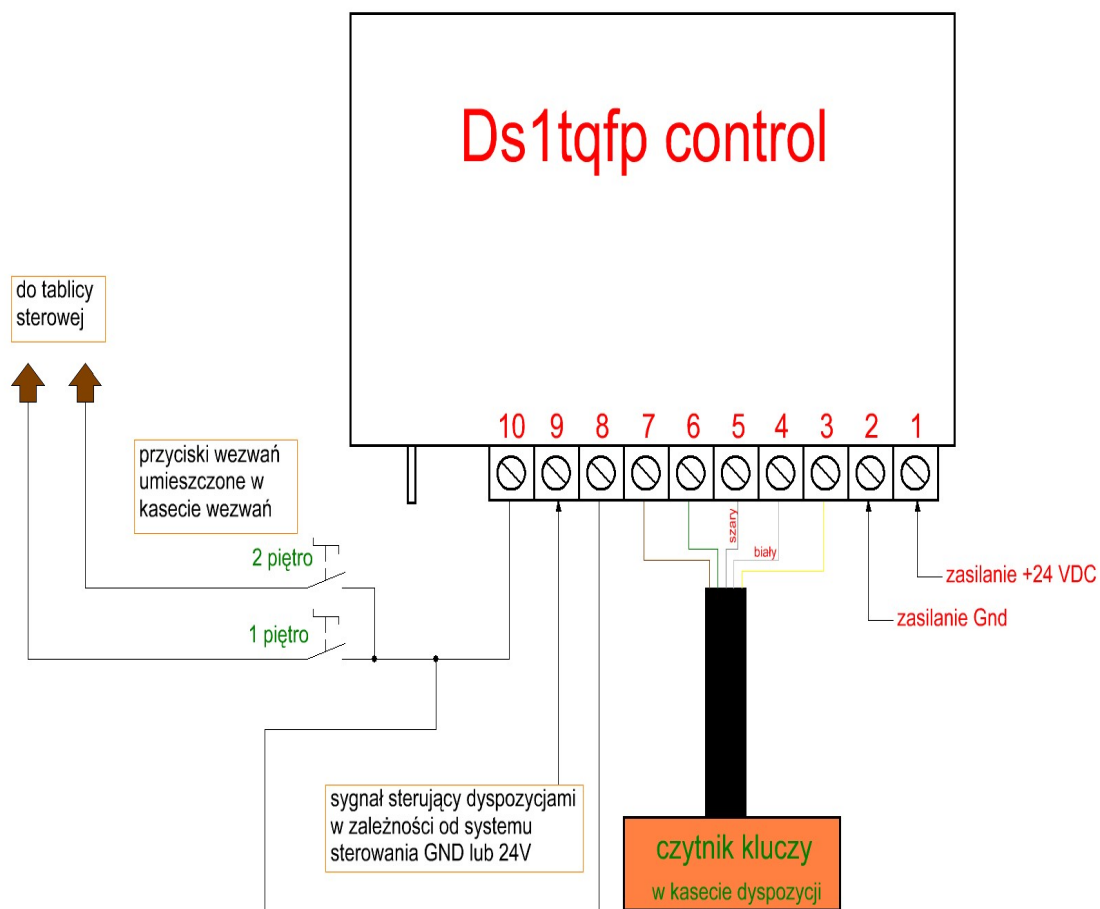 Ds1tqfp control
do tablicy
sterowej
10 9 8 7 6 5 4 3 2 1
przyciski wezwań
umieszczone w
kasecie wezwań
szary
biały
2 piętro
1 piętro
zasilanie +24 VDC
zasilanie Gnd
sygnał sterujący dyspozycjami
w zależności od systemu
sterowania GND lub 24V
czytnik kluczy
w kasecie dyspozycji